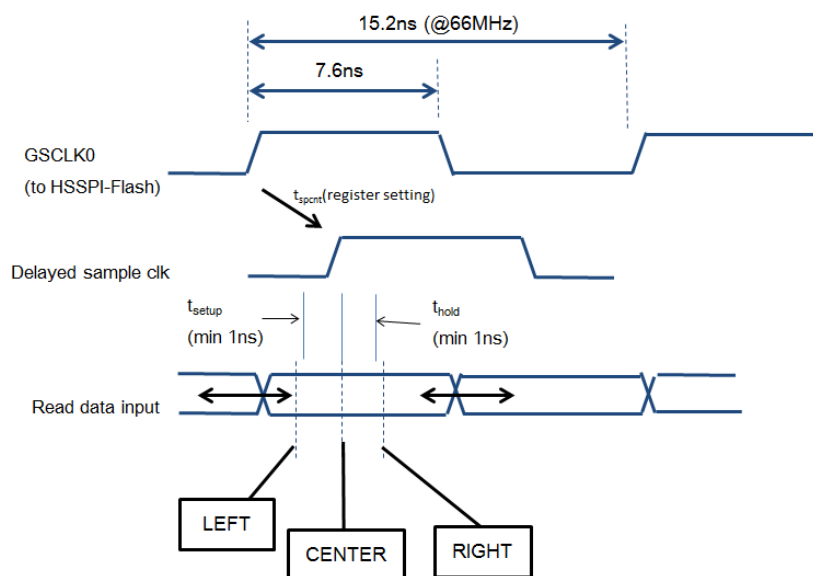 15.2ns (@66MHz)
7.6ns
GSCLK0
(to HSSPI-Flash)
tspcnt(register setting)
Delayed sample clk
tsetup
(min 1ns)
thold
(min 1ns)
Read data input
LEFT
CENTER
RIGHT